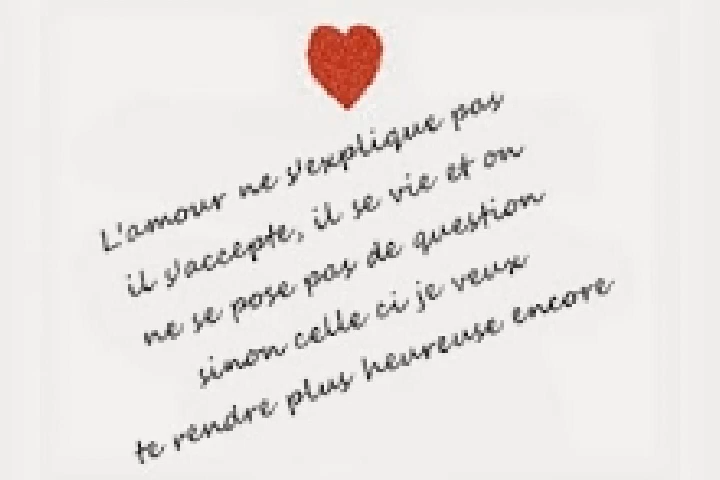 L'amour ne s'explique pas
il s'accepte, il se vie et on
ne se pose pas de question
sinon celle ci je veux
te rendre plus heureuse encore